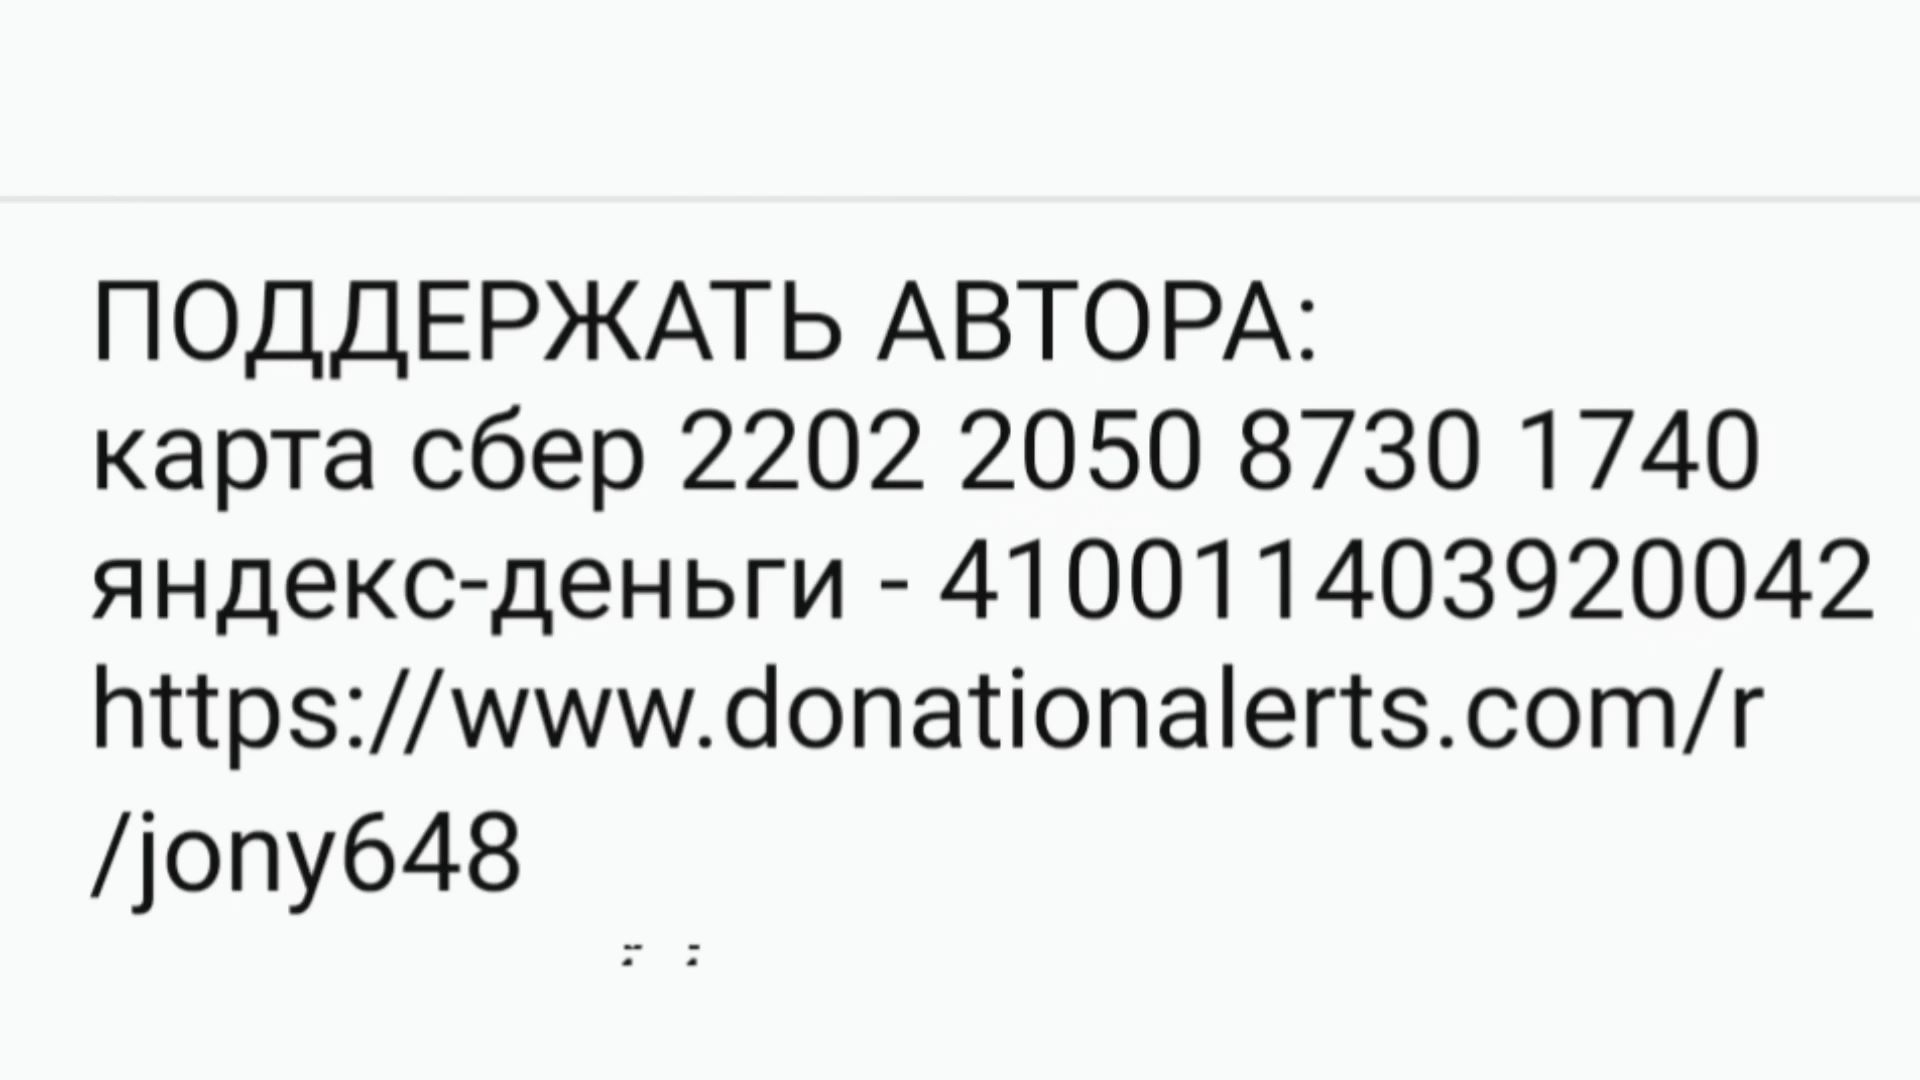 ПОДДЕРЖАТЬ АВТОРА:
карта сбер 2202 2050 8730 1740
яндекс-деньги - 410011403920042
https://www.donationalerts.com/r
/jony648